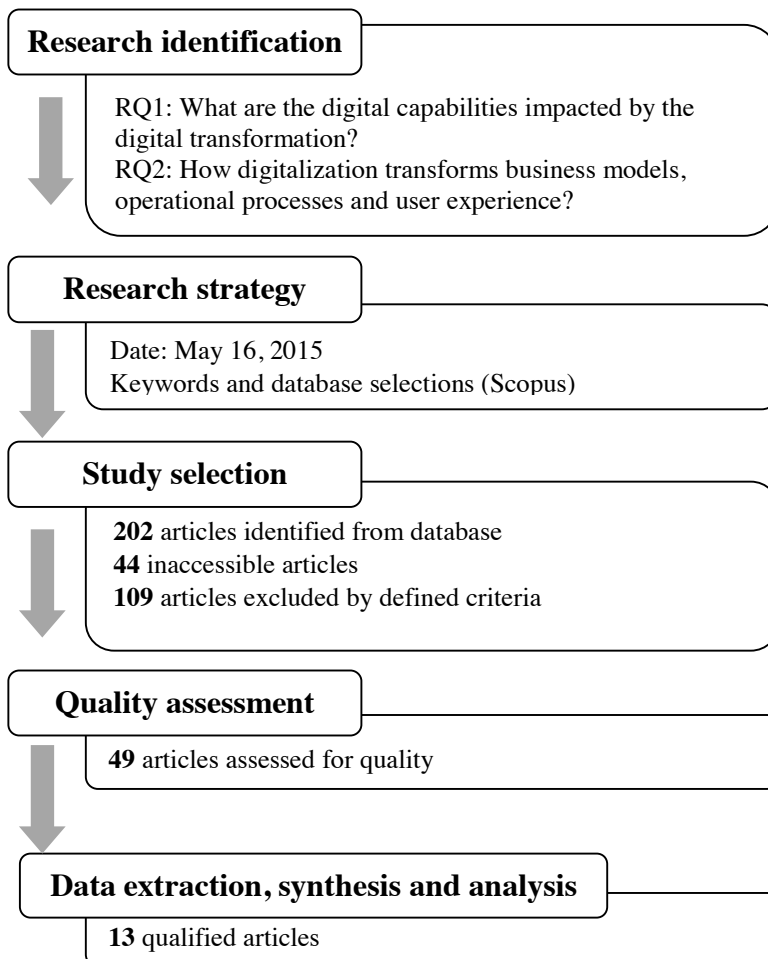 Research identification
RQ1: What are the digital capabilities impacted by the
digital transformation?
RQ2: How digitalization transforms business models,
operational processes and user experience?
Research strategy
Date: May 16, 2015
Keywords and database selections (Scopus)
Study selection
202 articles identified from database
44 inaccessible articles
109 articles excluded by defined criteria
Quality assessment
49 articles assessed for quality
Data extraction, synthesis and analysis
13 qualified articles